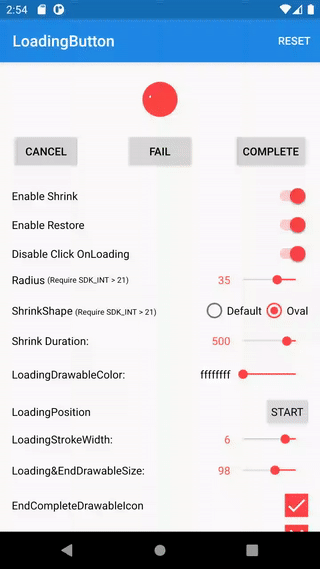 2:54
LoadingButton RESET
CANCEL FAIL COMPLETE
Enable Shrink
Enable Restore
Disable Click OnLoading
Radius (Require SDK_INT > 21) 35
ShrinkShape (Require SDK_INT > 21) Default Oval
Shrink Duration: 500
LoadingDrawableColor: ffffffff
LoadingPosition START
LoadingStrokeWidth: 6
Loading&EndDrawableSize: 98
EndCompleteDrawableIcon